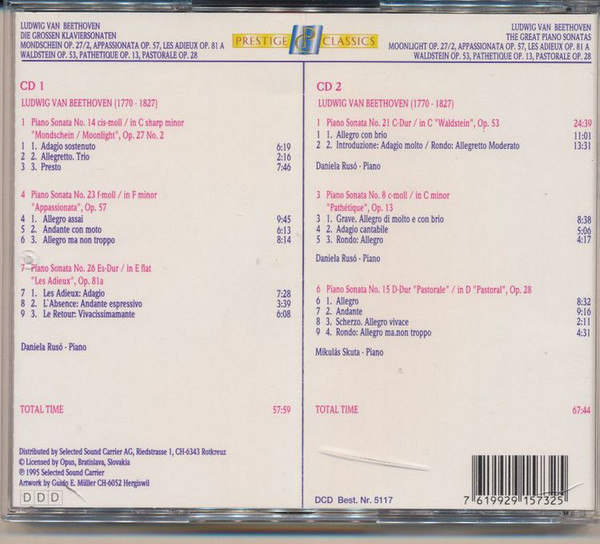 LUDWIG VAN BEETHOVEN
DIE GROSSEN KLAVIERSONATEN
MONDSCHEIN OP. 27/2, APPASSIONATA OP. 57, LES ADIEUX OP. 81 A
WALDSTEIN OP. 53, PATHETIQUE OP. 13, PASTORALE OP. 28
PRESTIGE CLASSICS
LUDWIG VAN BEETHOVEN
THE GREAT PIANO SONATAS
MOONLIGHT OP. 27/2, APPASSIONATA OP. 57, LES ADIEUX OP. 81 A
WALDSTEIN OP. 53, PATHETIQUE OP. 13, PASTORALE OP. 28
CD 1
LUDWIG VAN BEETHOVEN (1770 - 1827)
1 Piano Sonata No. 14 cis-moll / in C sharp minor
"Mondschein / Moonlight", Op. 27 No. 2
1 1. Adagio sostenuto 6:19
2 2. Allegretto. Trio 2:16
3 3. Presto 7:46
4 Piano Sonata No. 23 f-moll / in F minor
"Appassionata", Op. 57
4 1. Allegro assai 9:45
5 2. Andante con moto 6:13
6 3. Allegro ma non troppo 8:14
7 Piano Sonata No. 26 Es-Dur / in E flat
"Les Adieux", Op. 81a
7 1. Les Adieux: Adagio 7:28
8 2. L'Absence: Andante espressivo 3:39
9 3. Le Retour: Vivacissimamante 6:08
Daniela Rusó - Piano
TOTAL TIME 57:59
CD 2
LUDWIG VAN BEETHOVEN (1770 - 1827)
1 Piano Sonata No. 21 C-Dur / in C "Waldstein", Op. 53 24:39
1 1. Allegro con brio 11:01
2 2. Introduzione: Adagio molto / Rondo: Allegretto Moderato 13:31
Daniela Rusó - Piano
3 Piano Sonata No. 8 c-moll / in C minor
"Pathétique", Op. 13
3 1. Grave. Allegro di molto e con brio 8:38
4 2. Adagio cantabile 5:06
5 3. Rondo: Allegro 4:17
Daniela Rusó - Piano
6 Piano Sonata No. 15 D-Dur "Pastorale" / in D "Pastoral", Op. 28
6 1. Allegro 8:32
7 2. Andante 9:16
8 3. Scherzo. Allegro vivace 2:11
9 4. Rondo: Allegro ma non troppo 4:31
Mikulás Skuta - Piano
TOTAL TIME 67:44
Distributed by Selected Sound Carrier AG, Riedstrasse 1, CH-6343 Rotkreuz
© Licensed by Opus, Bratislava, Slovakia
℗ 1995 Selected Sound Carrier
Artwork by Guido E. Müller CH-6052 Hergiswil
DDD
DCD Best. Nr. 5117
7 619929 157325